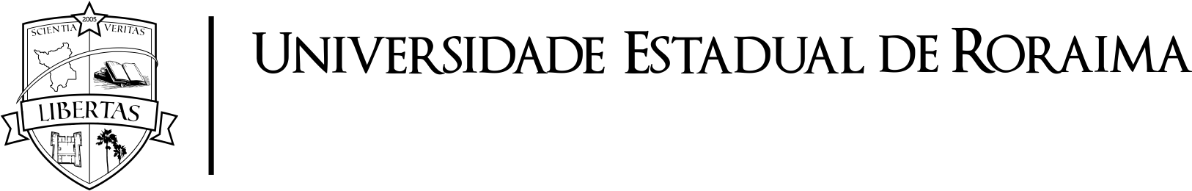 2005
SCIENTIA VERITAS
LIBERTAS
UNIVERSIDADE ESTADUAL DE RORAIMA